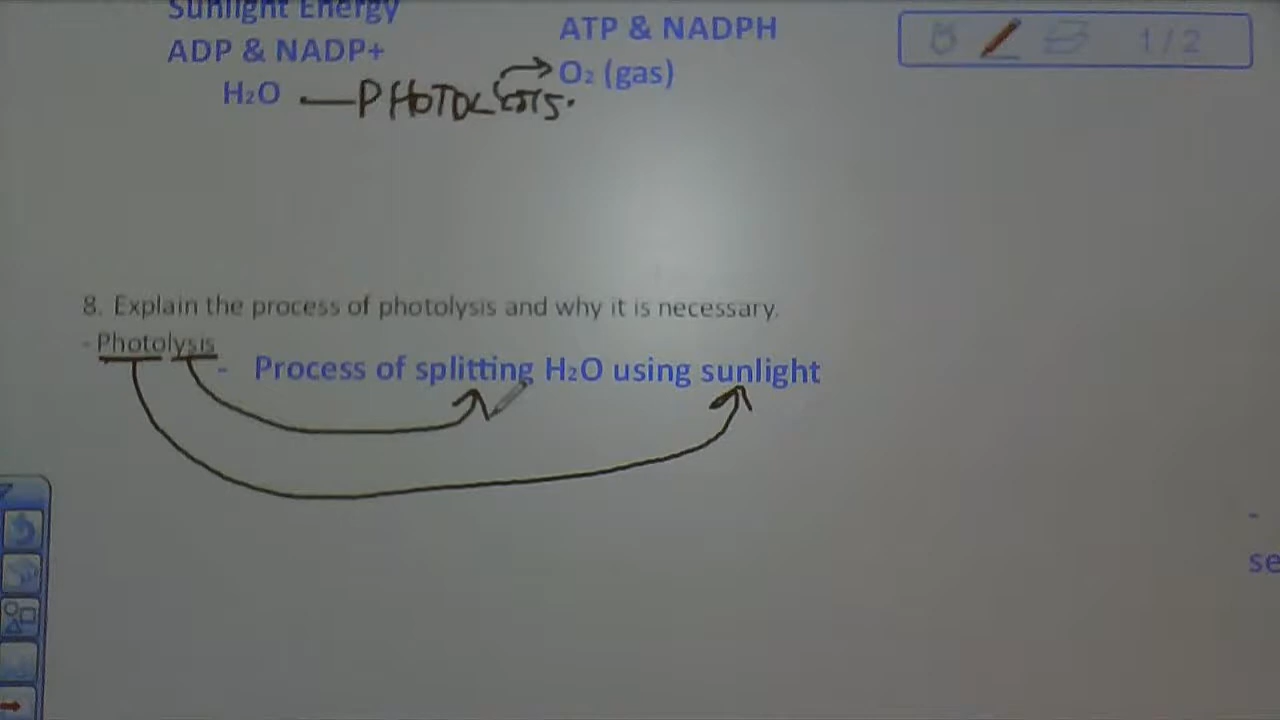 Sunlight Energy
ADP & NADP+
H₂O
PHOTOLYSIS.
ATP & NADPH
O₂ (gas)
1/2
8. Explain the process of photolysis and why it is necessary.
- Photolysis
- Process of splitting H₂O using sunlight
-
se